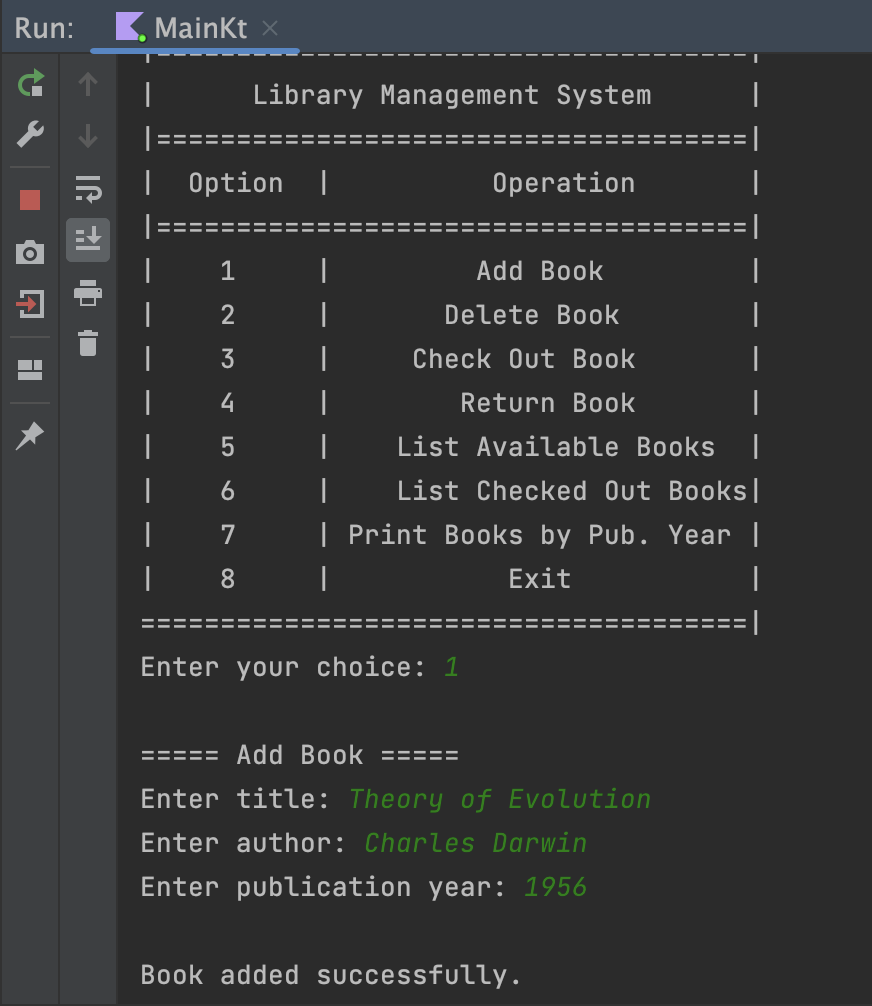 Run: MainKt
|=====================================|
|      Library Management System      |
|=====================================|
|  Option  |          Operation       |
|=====================================|
|    1     |         Add Book         |
|    2     |       Delete Book        |
|    3     |     Check Out Book       |
|    4     |        Return Book       |
|    5     |    List Available Books  |
|    6     |    List Checked Out Books|
|    7     | Print Books by Pub. Year |
|    8     |           Exit           |
======================================|
Enter your choice: 1
===== Add Book =====
Enter title: Theory of Evolution
Enter author: Charles Darwin
Enter publication year: 1956
Book added successfully.